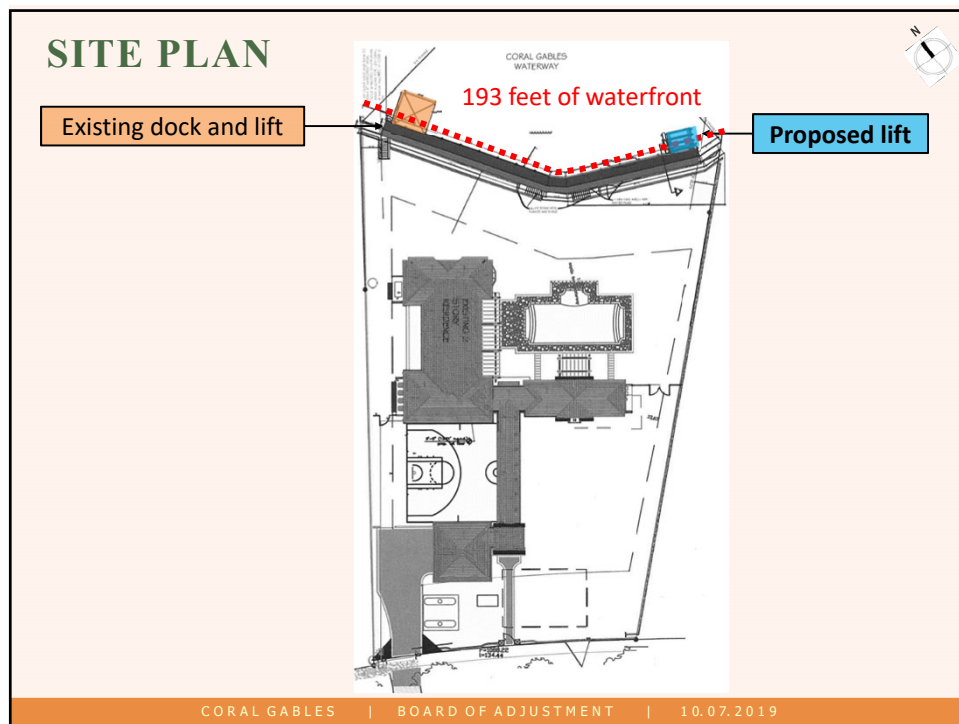 SITE PLAN
N
CORAL GABLES
WATERWAY
193 feet of waterfront
Existing dock and lift
Proposed lift
EXISTING 2
STORY
RESIDENCE
CORAL GABLES | BOARD OF ADJUSTMENT | 10.07.2019